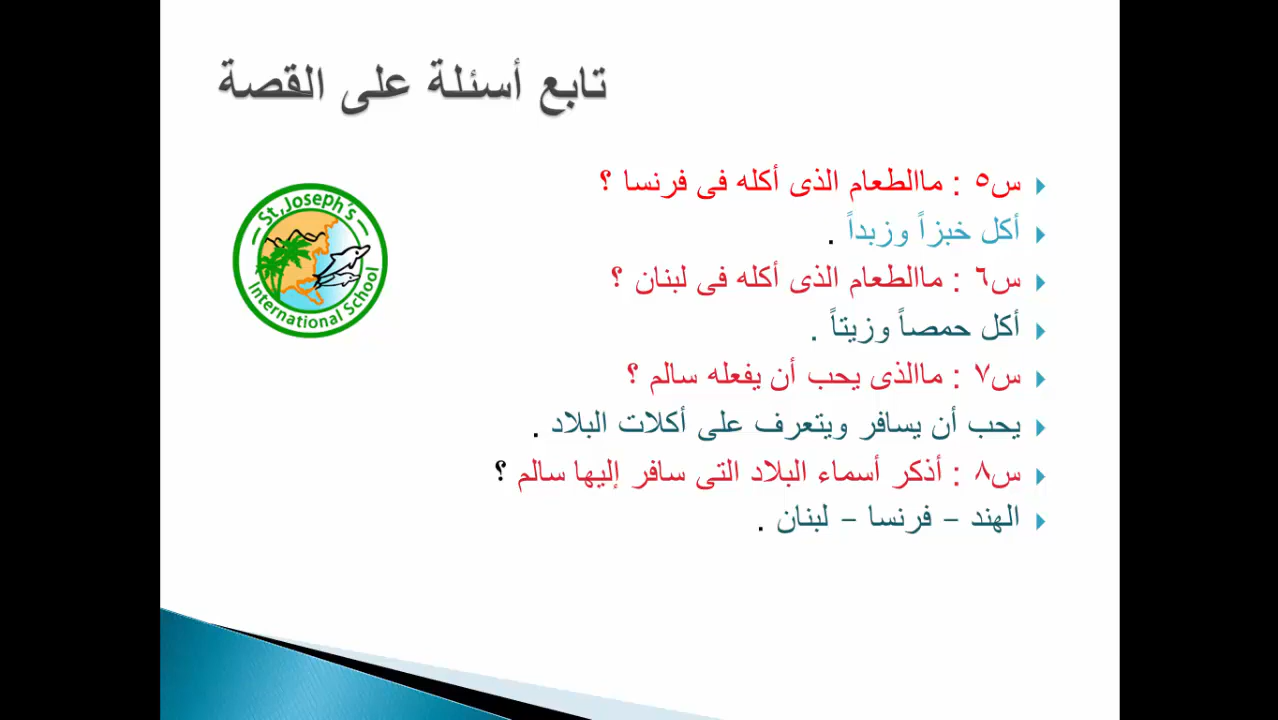 تابع أسئلة على القصة
س٥ : ماالطعام الذى أكله فى فرنسا ؟
أكل خبزاً وزبداً .
س٦ : ماالطعام الذى أكله فى لبنان ؟
أكل حمصاً وزيتاً .
س٧ : ماالذى يحب أن يفعله سالم ؟
يحب أن يسافر ويتعرف على أكلات البلاد .
س٨ : أذكر أسماء البلاد التى سافر إليها سالم ؟
الهند – فرنسا – لبنان .
St,Joseph's
International School